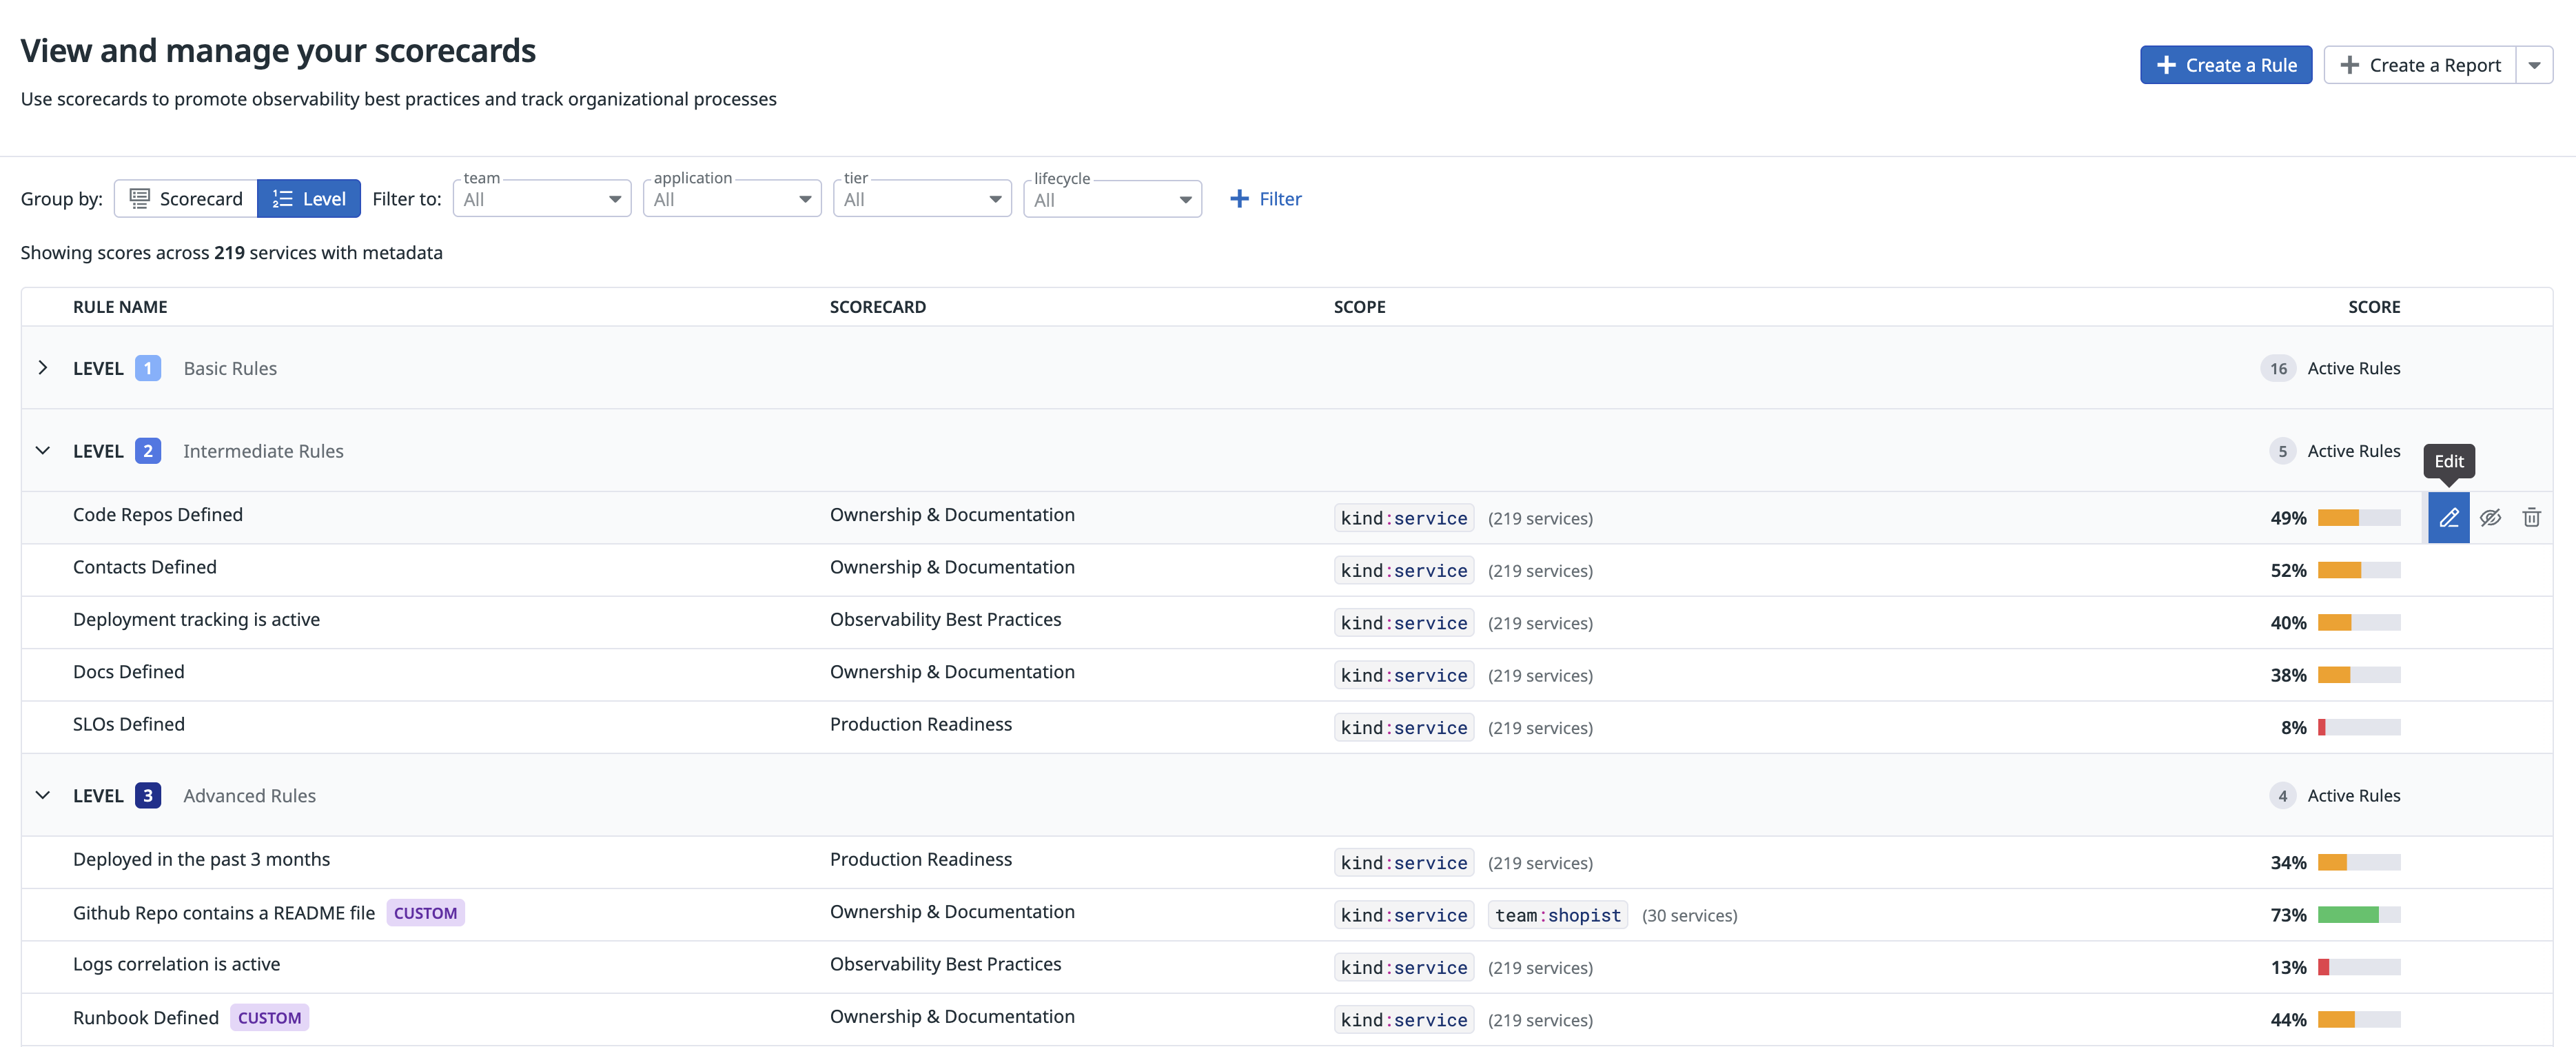 View and manage your scorecards
Use scorecards to promote observability best practices and track organizational processes
Create a Rule
Create a Report
Group by: Scorecard Level Filter to: team All application All tier All lifecycle All Filter
Showing scores across 219 services with metadata
RULE NAME SCORECARD SCOPE SCORE
LEVEL 1 Basic Rules 16 Active Rules
LEVEL 2 Intermediate Rules 5 Active Rules
Edit
Code Repos Defined Ownership & Documentation kind:service (219 services) 49%
Contacts Defined Ownership & Documentation kind:service (219 services) 52%
Deployment tracking is active Observability Best Practices kind:service (219 services) 40%
Docs Defined Ownership & Documentation kind:service (219 services) 38%
SLOs Defined Production Readiness kind:service (219 services) 8%
LEVEL 3 Advanced Rules 4 Active Rules
Deployed in the past 3 months Production Readiness kind:service (219 services) 34%
Github Repo contains a README file CUSTOM Ownership & Documentation kind:service team:shopist (30 services) 73%
Logs correlation is active Observability Best Practices kind:service (219 services) 13%
Runbook Defined CUSTOM Ownership & Documentation kind:service (219 services) 44%